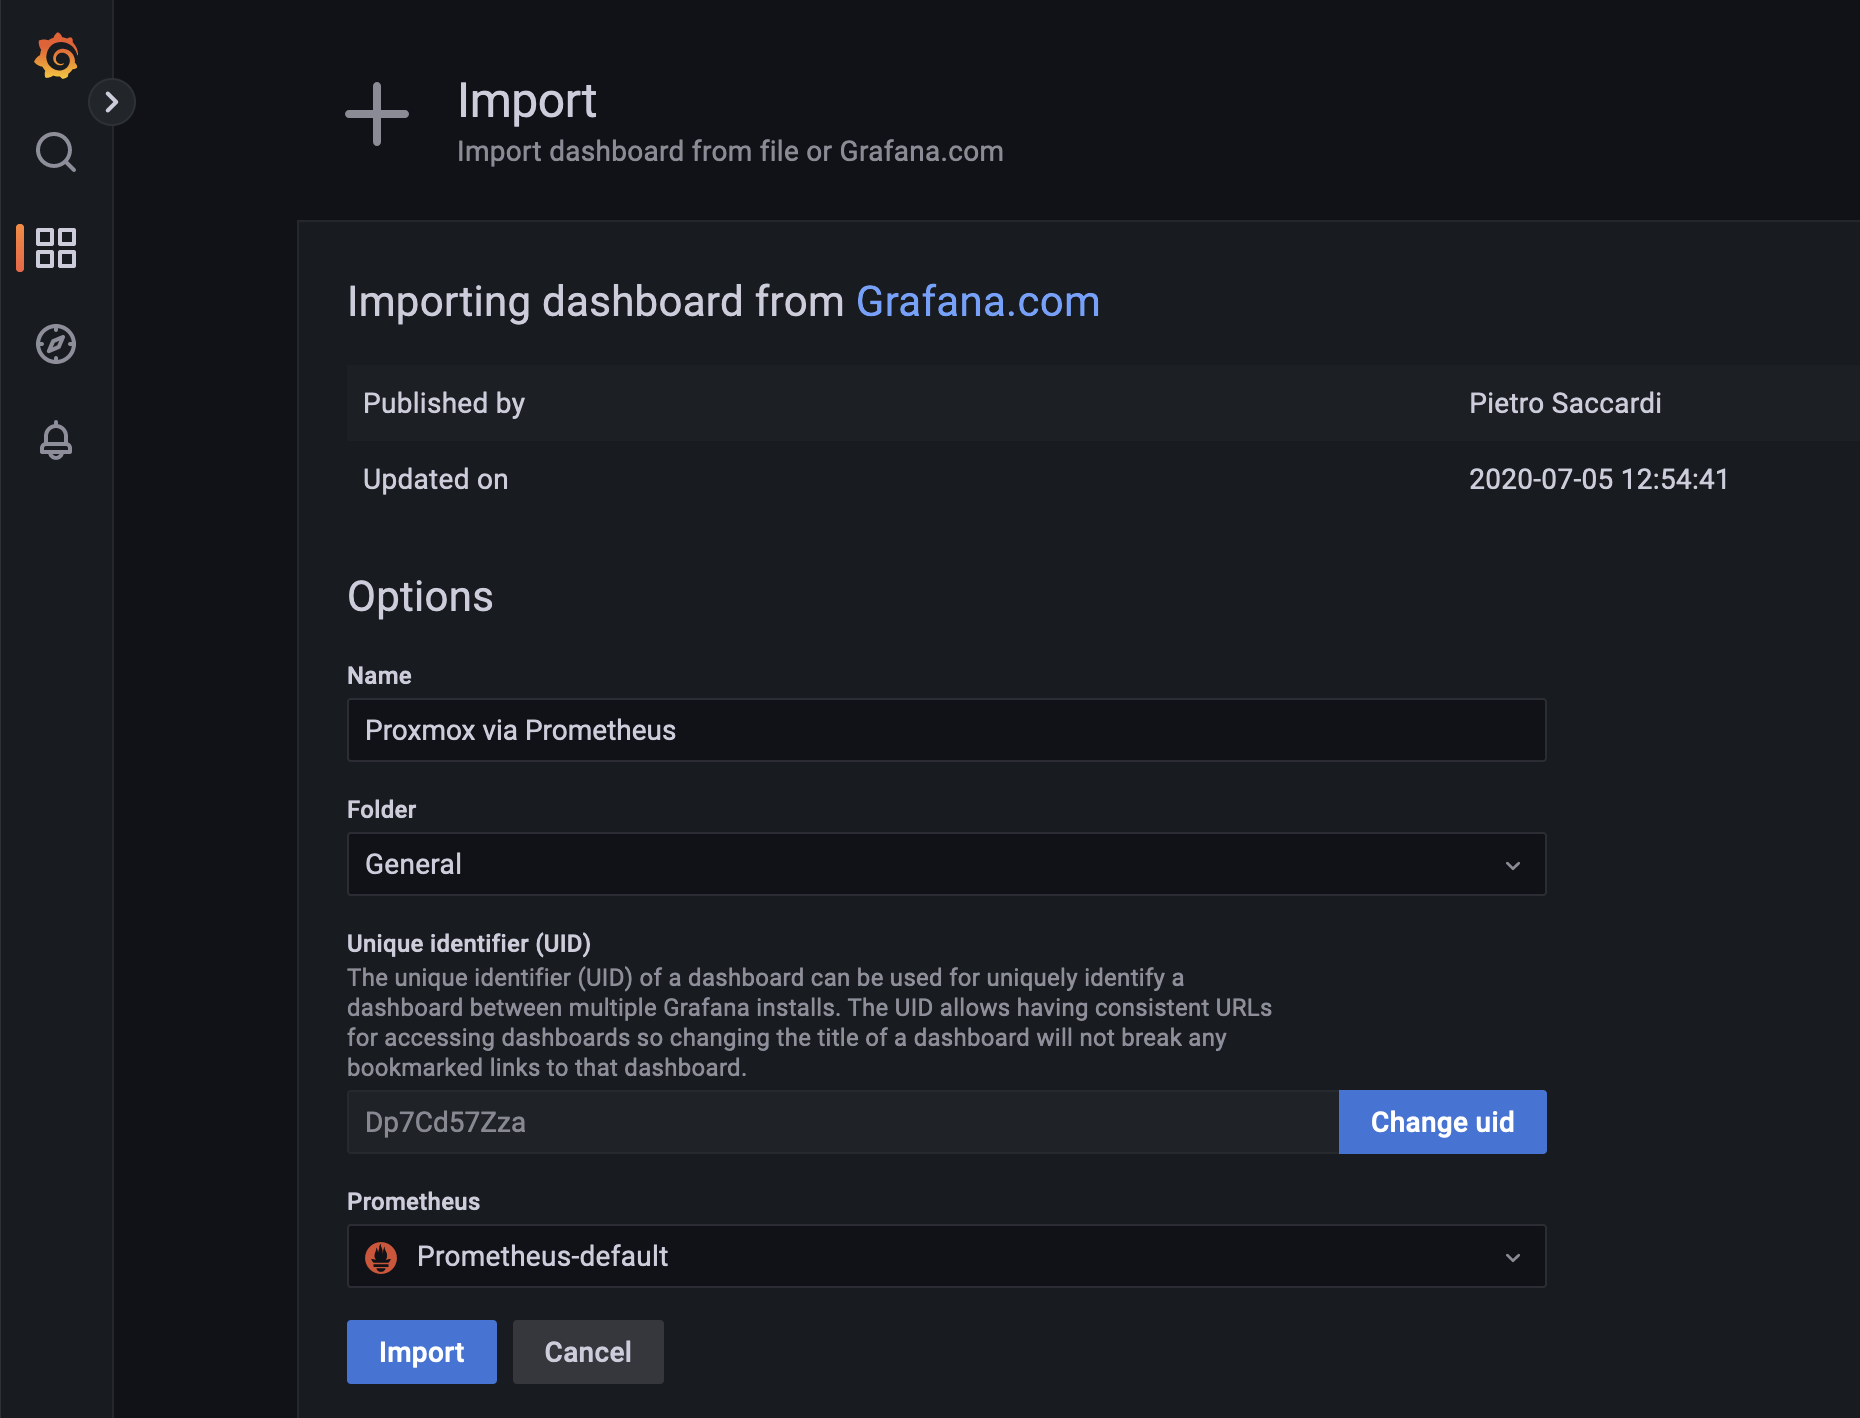 Import
Import dashboard from file or Grafana.com
Importing dashboard from Grafana.com
Published by Pietro Saccardi
Updated on 2020-07-05 12:54:41
Options
Name
Proxmox via Prometheus
Folder
General
Unique identifier (UID)
The unique identifier (UID) of a dashboard can be used for uniquely identify a
dashboard between multiple Grafana installs. The UID allows having consistent URLs
for accessing dashboards so changing the title of a dashboard will not break any
bookmarked links to that dashboard.
Dp7Cd57Zza Change uid
Prometheus
Prometheus-default
Import Cancel